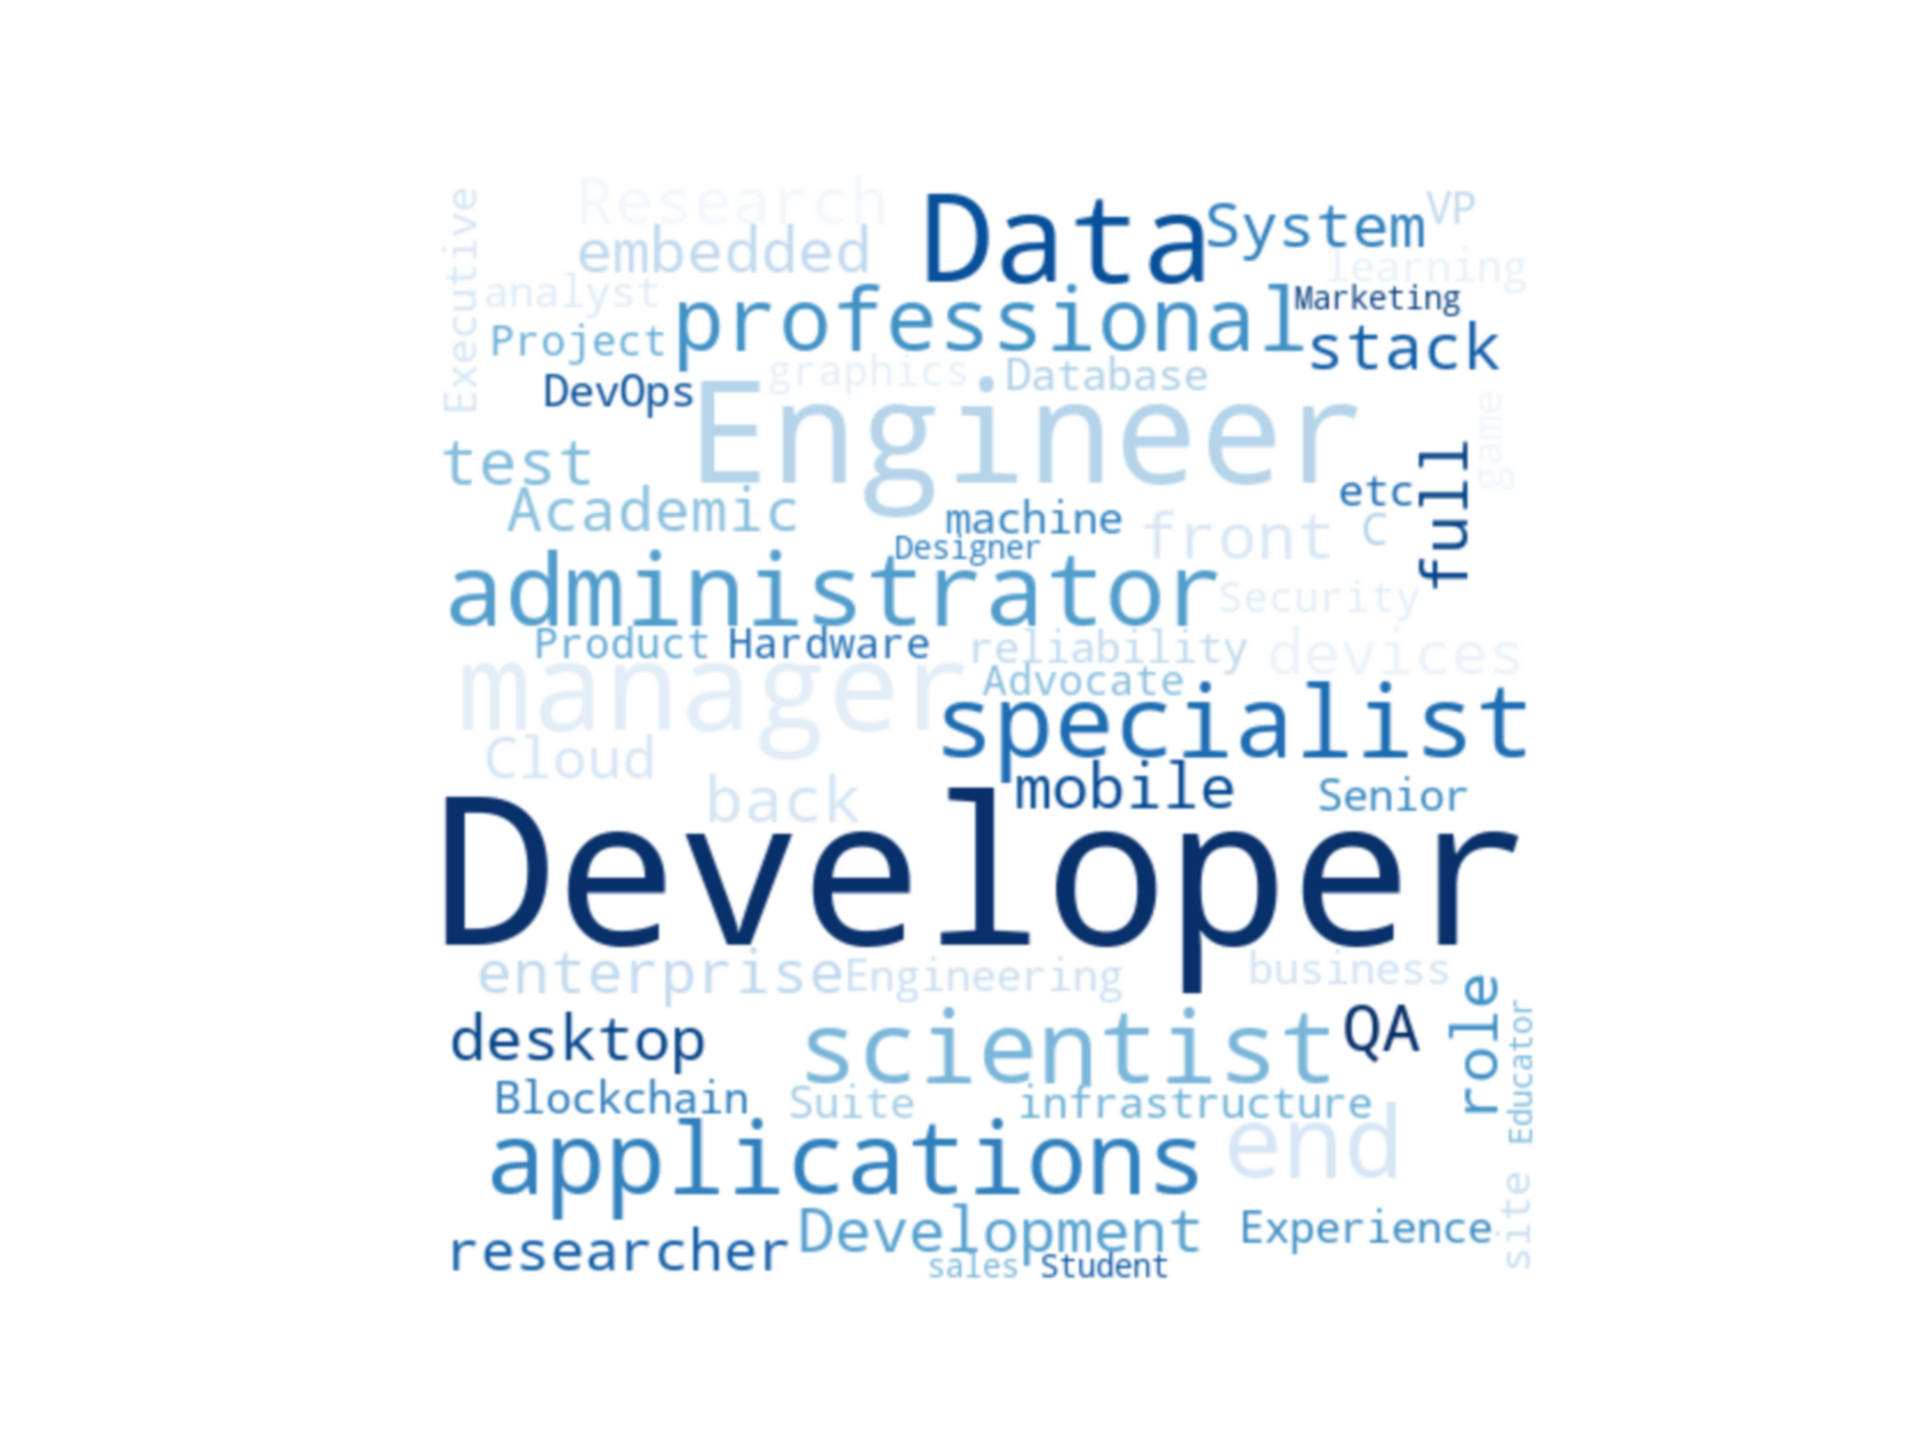 Executive
Research
Data
System
VP
embedded
learning
analyst
professional
Marketing
Project
stack
graphics
Database
DevOps
Engineer
game
test
full
etc
Academic
machine
front
C
Designer
administrator
Security
Product
Hardware
reliability
devices
manager
Advocate
specialist
Cloud
mobile
back
Senior
Developer
enterprise
Engineering
business
role
desktop
scientist
QA
Educator
Blockchain
Suite
infrastructure
applications
end
site
researcher
Development
Experience
sales
Student